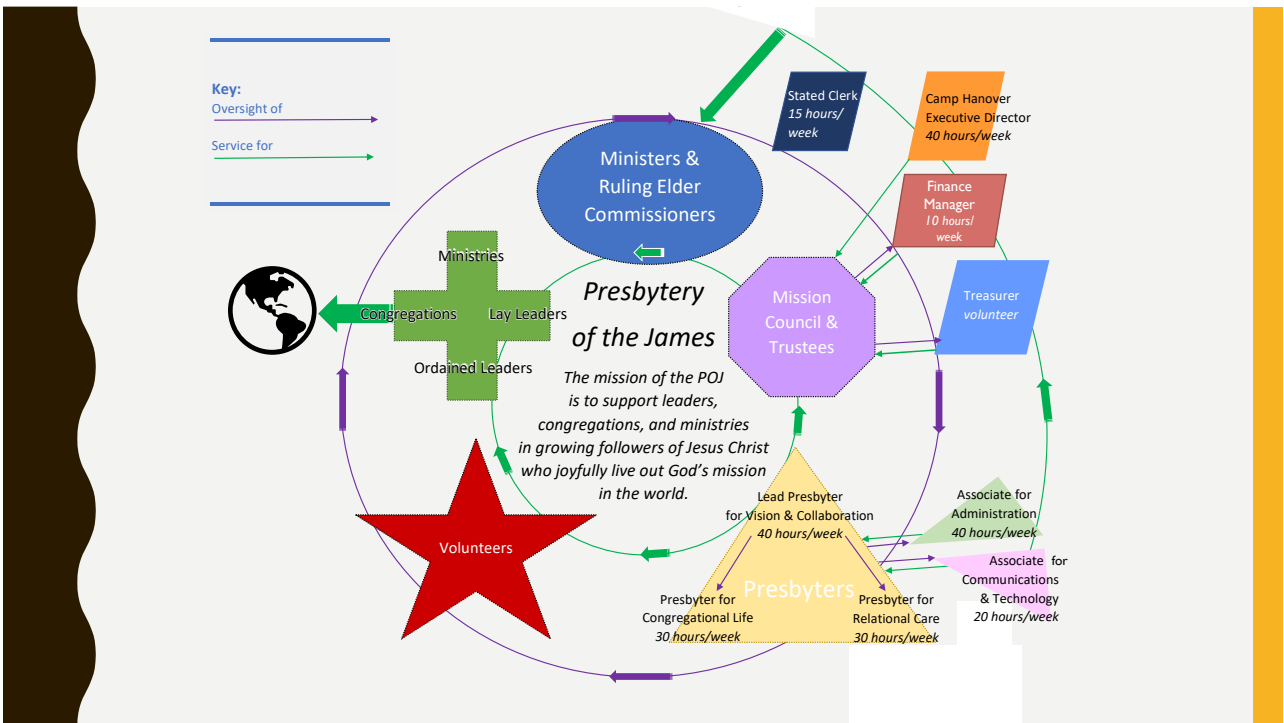 Key:
Oversight of
Service for
Stated Clerk
15 hours/
week
Camp Hanover
Executive Director
40 hours/week
Ministers &
Ruling Elder
Commissioners
Finance
Manager
10 hours/
week
Ministries
Congregations
Lay Leaders
Ordained Leaders
Presbytery
of the James
Mission
Council &
Trustees
Treasurer
volunteer
The mission of the POJ
is to support leaders,
congregations, and ministries
in growing followers of Jesus Christ
who joyfully live out God's mission
in the world.
Volunteers
Lead Presbyter
for Vision & Collaboration
40 hours/week
Presbyters
Presbyter for
Congregational Life
30 hours/week
Presbyter for
Relational Care
30 hours/week
Associate for
Administration
40 hours/week
Associate for
Communications
& Technology
20 hours/week